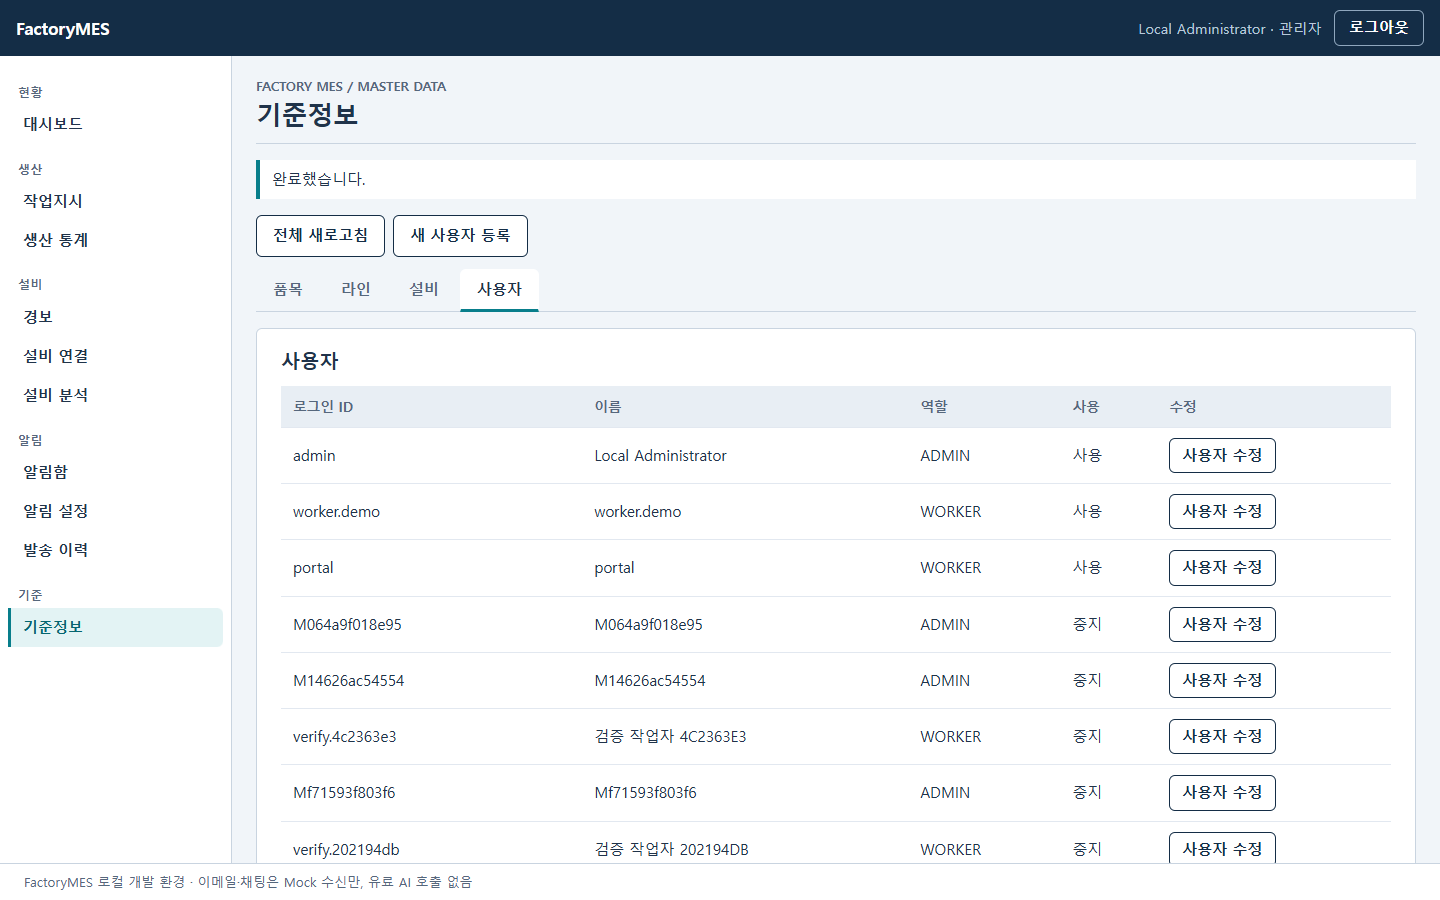 FactoryMES
Local Administrator · 관리자
로그아웃
현황
대시보드
생산
작업지시
생산 통계
설비
경보
설비 연결
설비 분석
알림
알림함
알림 설정
발송 이력
기준
기준정보
FACTORY MES / MASTER DATA
기준정보
완료했습니다.
전체 새로고침 새 사용자 등록
품목 라인 설비 사용자
사용자
로그인 ID 이름 역할 사용 수정
admin Local Administrator ADMIN 사용 사용자 수정
worker.demo worker.demo WORKER 사용 사용자 수정
portal portal WORKER 사용 사용자 수정
M064a9f018e95 M064a9f018e95 ADMIN 중지 사용자 수정
M14626ac54554 M14626ac54554 ADMIN 중지 사용자 수정
verify.4c2363e3 검증 작업자 4C2363E3 WORKER 중지 사용자 수정
Mf71593f803f6 Mf71593f803f6 ADMIN 중지 사용자 수정
verify.202194db 검증 작업자 202194DB WORKER 중지 사용자 수정
FactoryMES 로컬 개발 환경 · 이메일·채팅은 Mock 수신만, 유료 AI 호출 없음